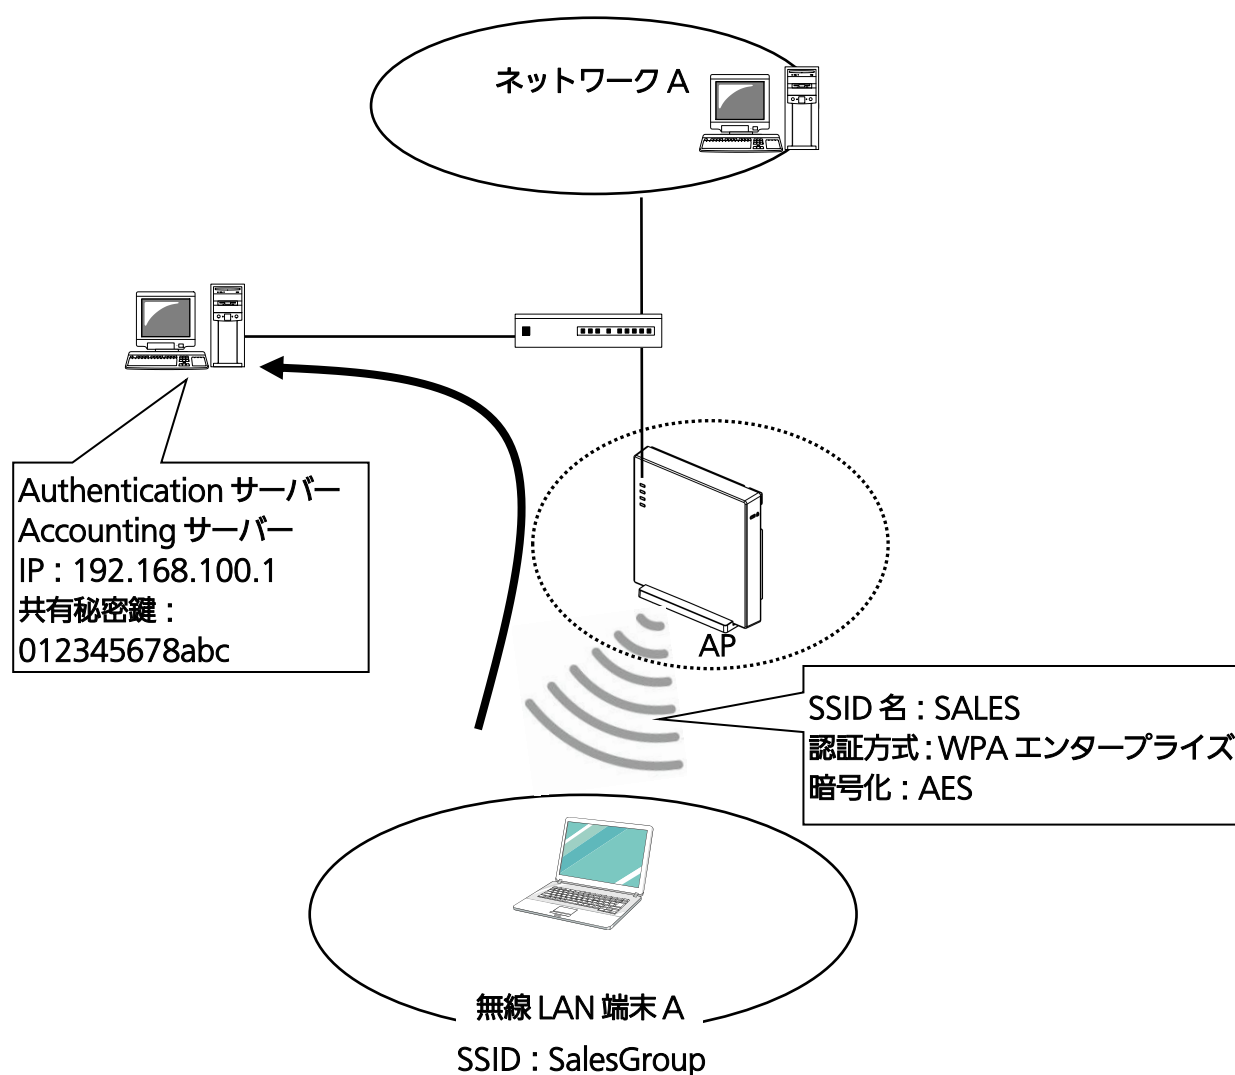 ネットワーク A
Authentication サーバー
Accounting サーバー
IP : 192.168.100.1
共有秘密鍵 :
012345678abc
AP
SSID 名 : SALES
認証方式 : WPA エンタープライズ
暗号化 : AES
無線 LAN 端末 A
SSID : SalesGroup